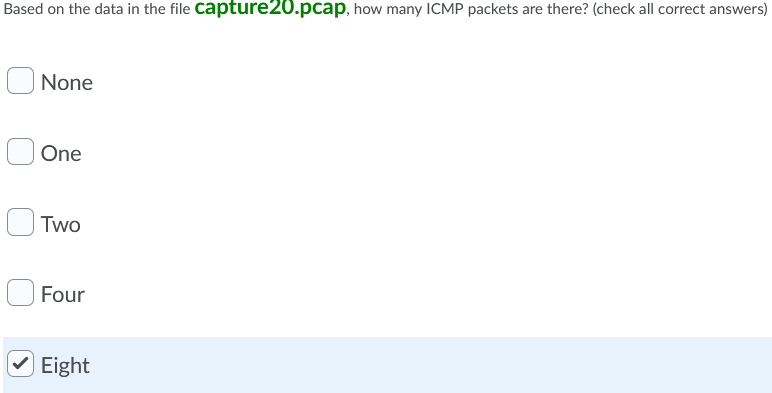 Based on the data in the file capture20.pcap, how many ICMP packets are there? (check all correct answers)
None
One
Two
Four
Eight